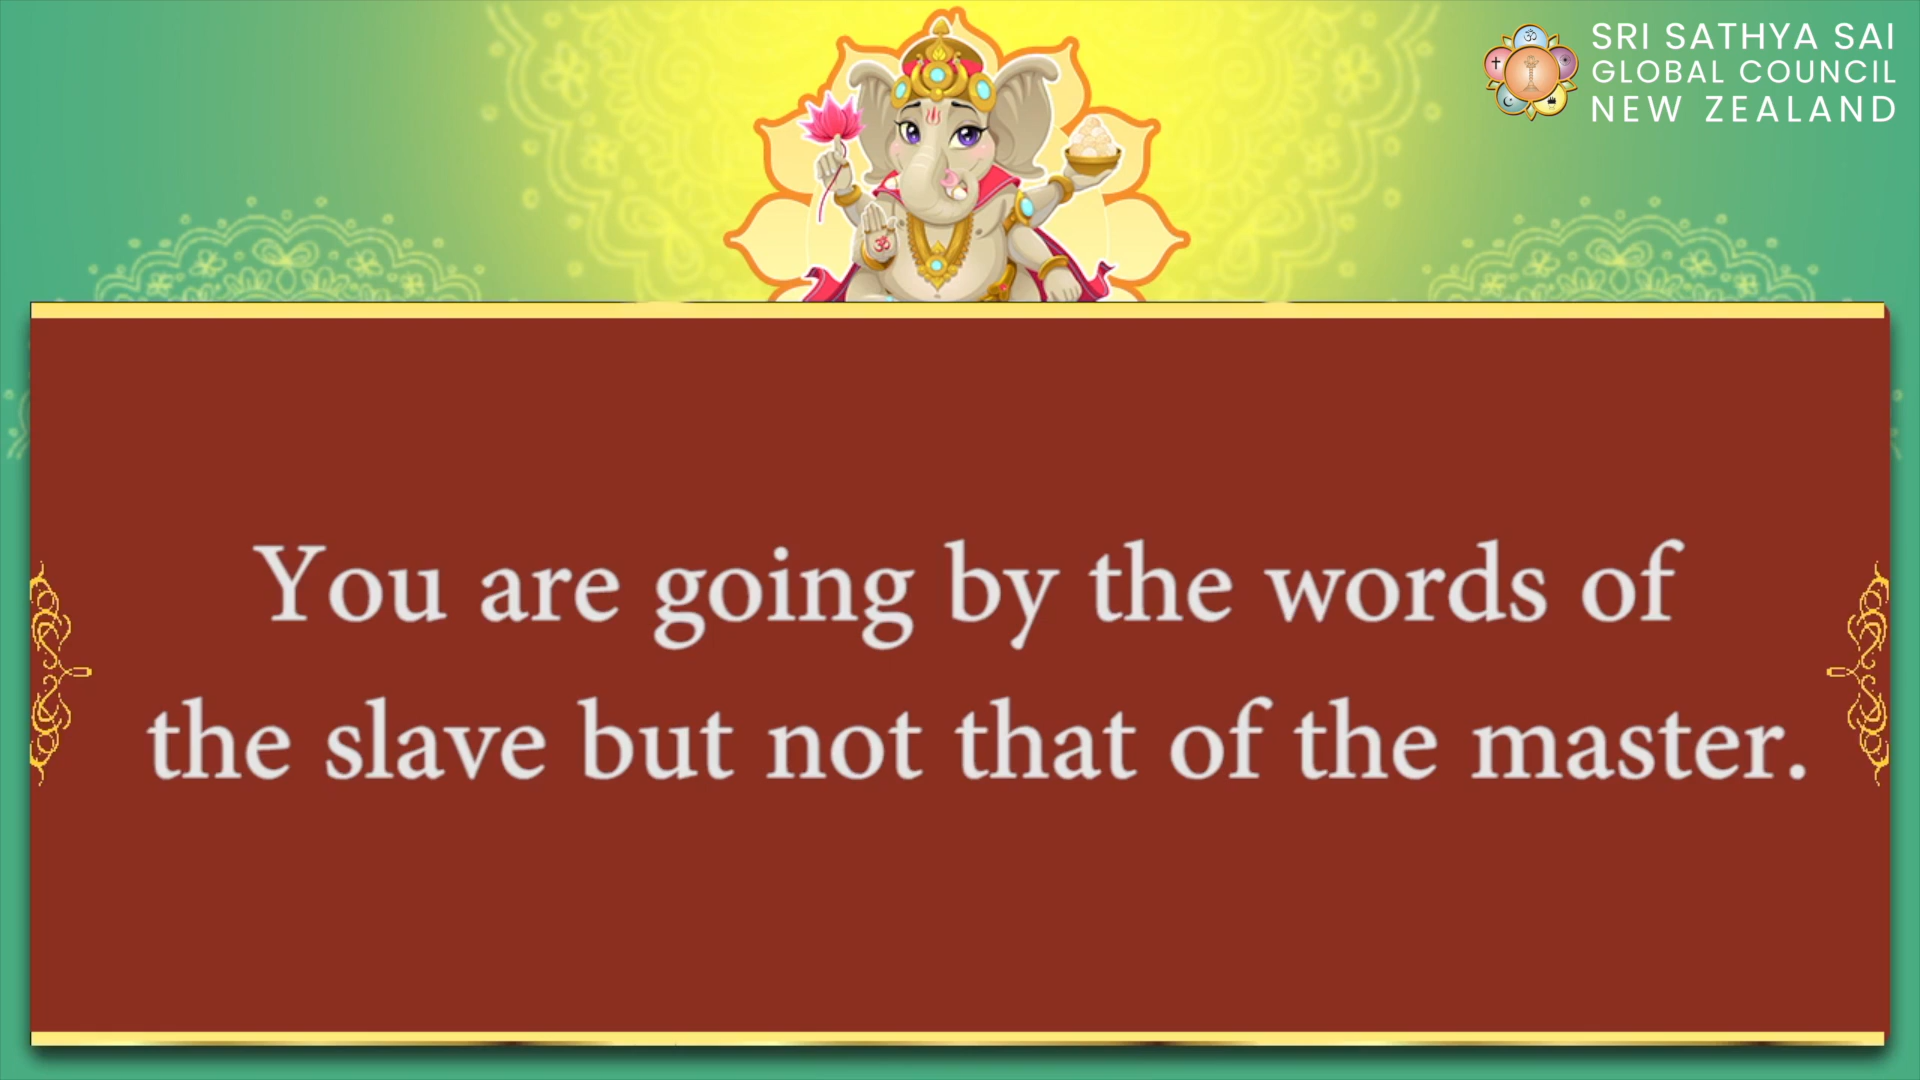 SRI SATHYA SAI
GLOBAL COUNCIL
NEW ZEALAND
You are going by the words of
the slave but not that of the master.